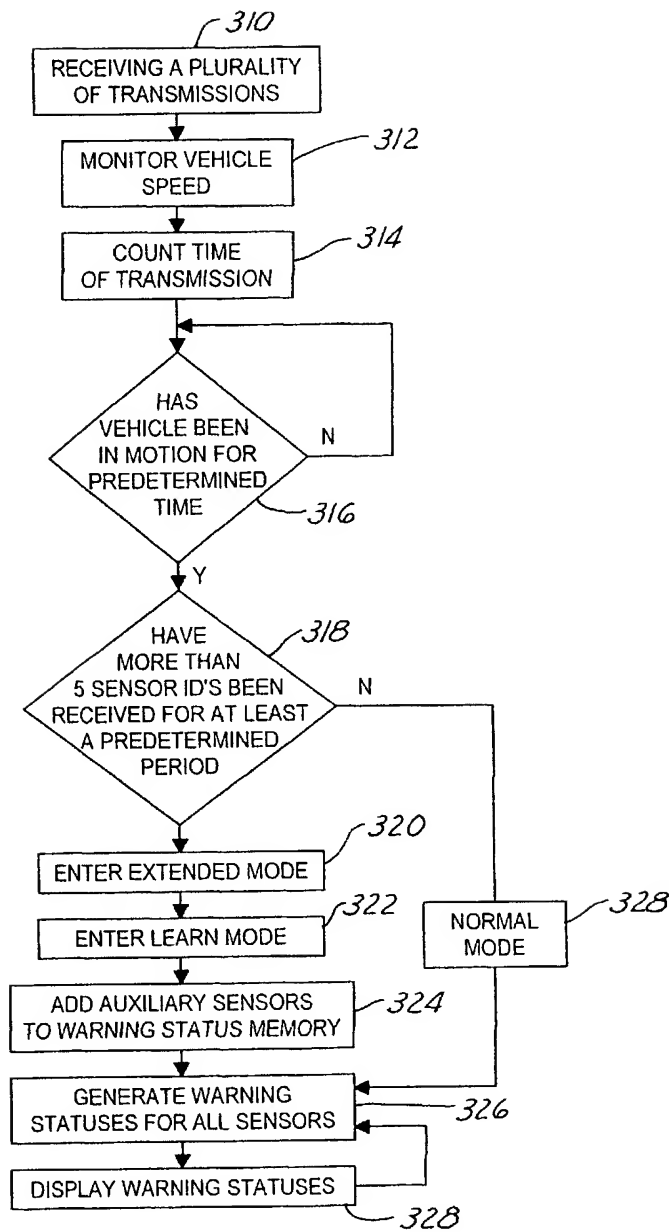 310
RECEIVING A PLURALITY
OF TRANSMISSIONS
312
MONITOR VEHICLE
SPEED
314
COUNT TIME
OF TRANSMISSION
HAS
VEHICLE BEEN
IN MOTION FOR
PREDETERMINED
TIME
N
316
Y
318
HAVE
MORE THAN
5 SENSOR ID'S BEEN
RECEIVED FOR AT LEAST
A PREDETERMINED
PERIOD
N
320
ENTER EXTENDED MODE
322
ENTER LEARN MODE
328
NORMAL
MODE
324
ADD AUXILIARY SENSORS
TO WARNING STATUS MEMORY
GENERATE WARNING
STATUSES FOR ALL SENSORS
326
DISPLAY WARNING STATUSES
328